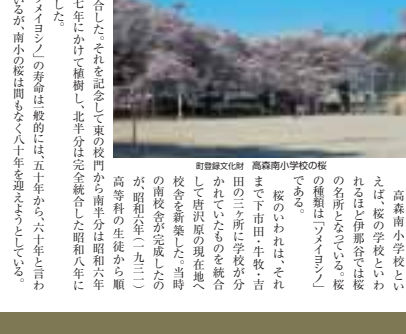 町登録文化財　高森南小学校の桜
高森南小学校とい
えば、桜の学校といわ
れるほど伊那谷では桜
の名所となっている。桜
の種類は「ソメイヨシノ」
である。
桜のいわれは、それ
まで下市田・牛牧・吉
田の三ヶ所に学校が分
かれていたものを統合
して唐沢原の現在地へ
校舎を新築した。当時
の南校舎が完成したの
が、昭和六年（一九三一）
高等科の生徒から順
合した。それを記念して東の校門から南半分は昭和六年
七年にかけて植樹し、北半分は完全統合した昭和八年に
した。
ソメイヨシノ」の寿命は一般的には、五十年から、六十年と言わ
いるが、南小の桜は間もなく八十年を迎えようとしている。